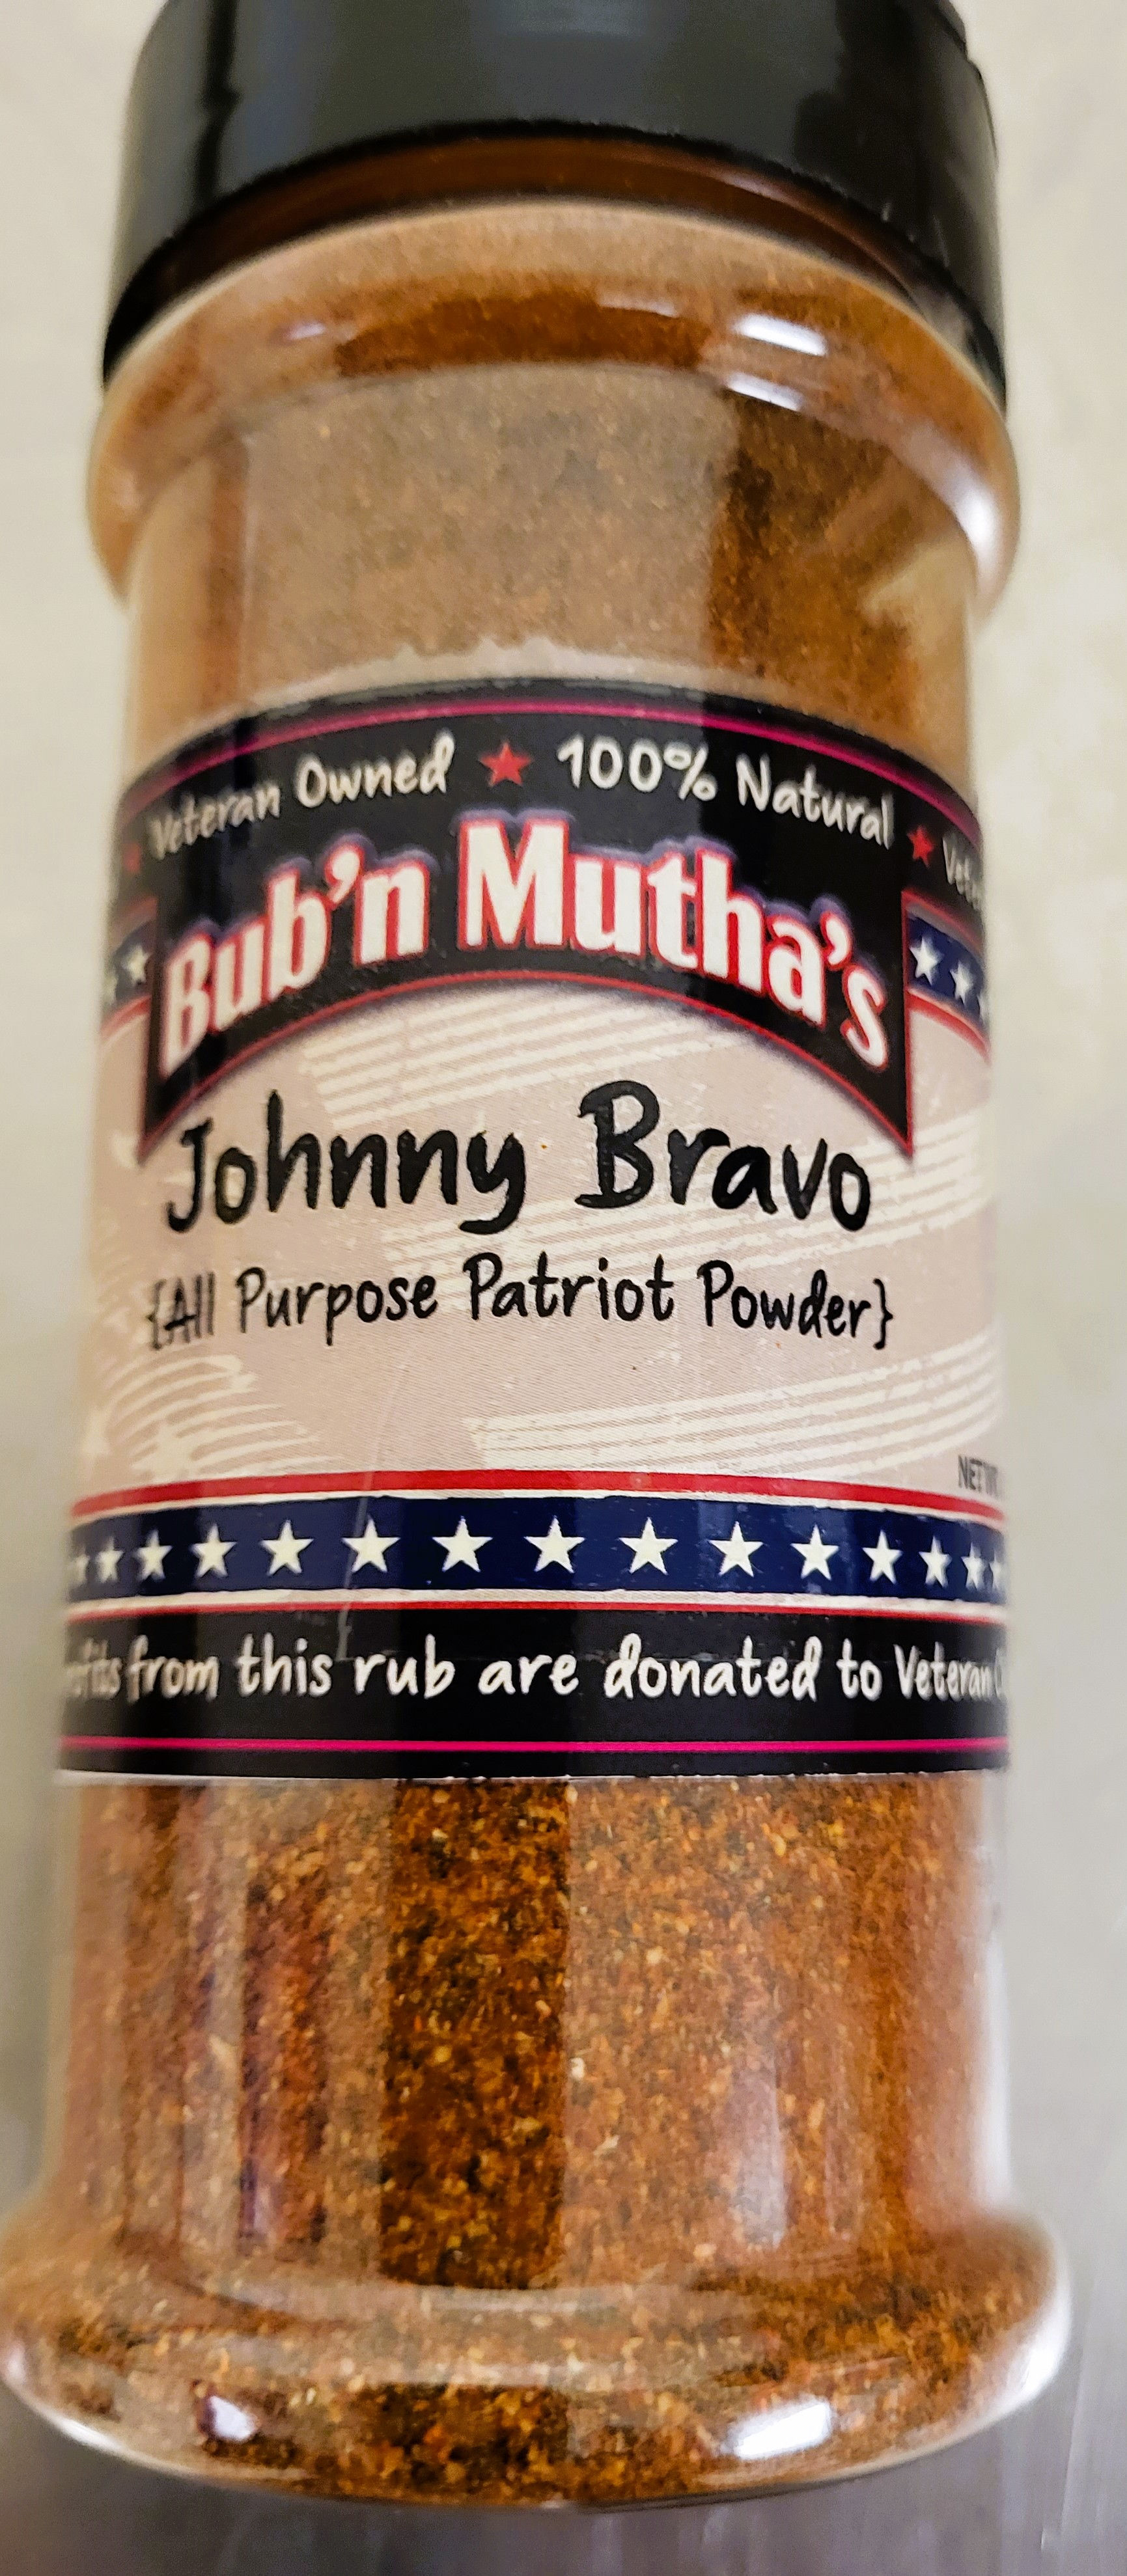 Veteran Owned ★ 100% Natural ★
Bub'n Mutha's
Johnny Bravo
{All Purpose Patriot Powder}
NET
from this rub are donated to Veteran